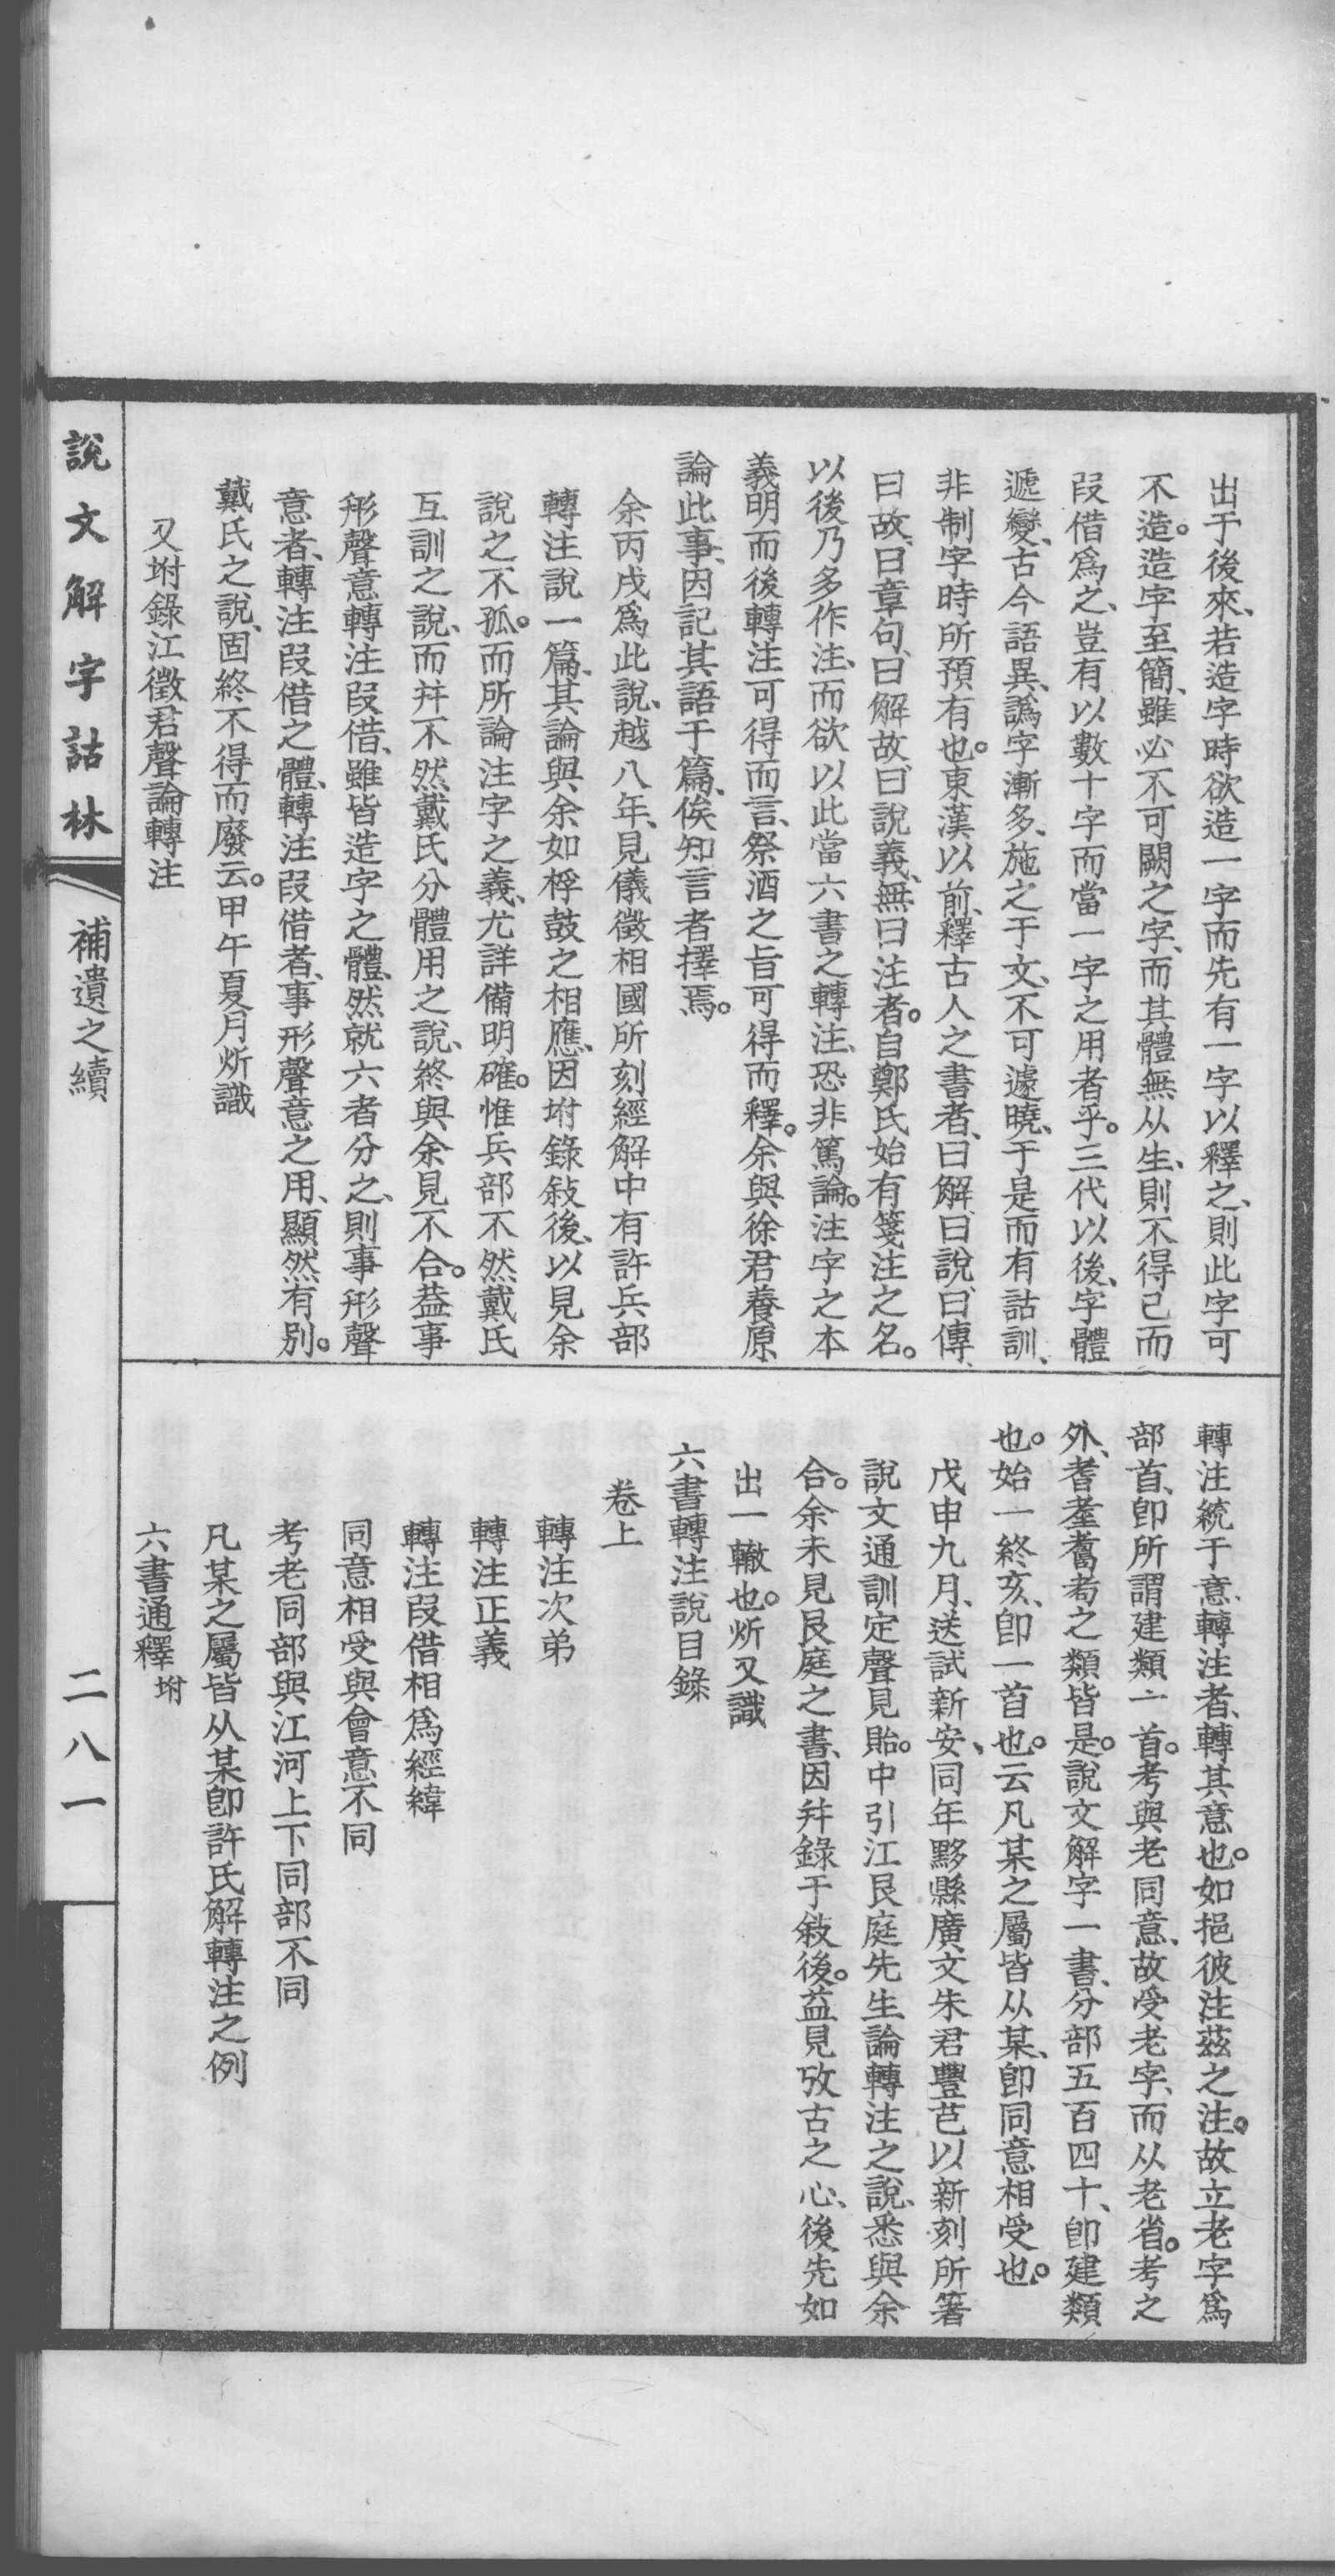 出于後來、若造字時欲造一字而先有一字以釋之、則此字可
不造。造字至簡、雖必不可闕之字、而其體無从生、則不得已而
叚借爲之、豈有以數十字而當一字之用者乎。三代以後、字體
遞變、古今語異、譌字漸多、施之于文、不可遽曉、于是而有詁訓、
非制字時所預有也。東漢以前、釋古人之書者、曰解、曰說、曰傳、
曰故、曰章句、曰解故、曰說義、無曰注者。自鄭氏始有箋注之名。
以後乃多作注、而欲以此當六書之轉注、恐非篤論。注字之本
義明而後轉注可得而言、祭酒之旨可得而釋。余與徐君養原、
論此事、因記其語于篇、俟知言者擇焉。
余丙戌爲此說、越八年、見儀徵相國所刻經解中有許兵部
轉注說一篇、其論與余如桴鼓之相應、因坿錄敍後、以見余
說之不孤。而所論注字之義、尤詳備明確。惟兵部不然戴氏
互訓之說、而幷不然戴氏分體用之說、終與余見不合。葢事
形聲意轉注叚借、雖皆造字之體、然就六者分之、則事形聲
意者、轉注叚借之體、轉注叚借者、事形聲意之用、顯然有別。
戴氏之說、固終不得而廢云。甲午夏月炘識
又坿錄江徵君聲論轉注
轉注統于意、轉注者、轉其意也。如挹彼注茲之注。故立老字爲
部首、卽所謂建類一首。考與老同意、故受老字、而从老省。考之
外、耆耋耇耉之類皆是。說文解字一書、分部五百四十、卽建類
也。始一終亥、卽一首也。云凡某之屬皆从某、卽同意相受也。
戊申九月、送試新安、同年黟縣廣文朱君豐芑以新刻所箸
說文通訓定聲見貽。中引江艮庭先生論轉注之說、悉與余
合。余未見艮庭之書、因幷錄于敍後。益見攷古之心、後先如
出一轍也。炘又識
六書轉注說目錄
卷上
轉注次弟
轉注正義
轉注叚借相爲經緯
同意相受與會意不同
考老同部與江河上下同部不同
凡某之屬皆从某卽許氏解轉注之例
六書通釋坿
說文解字詁林
補遺之續
二八一